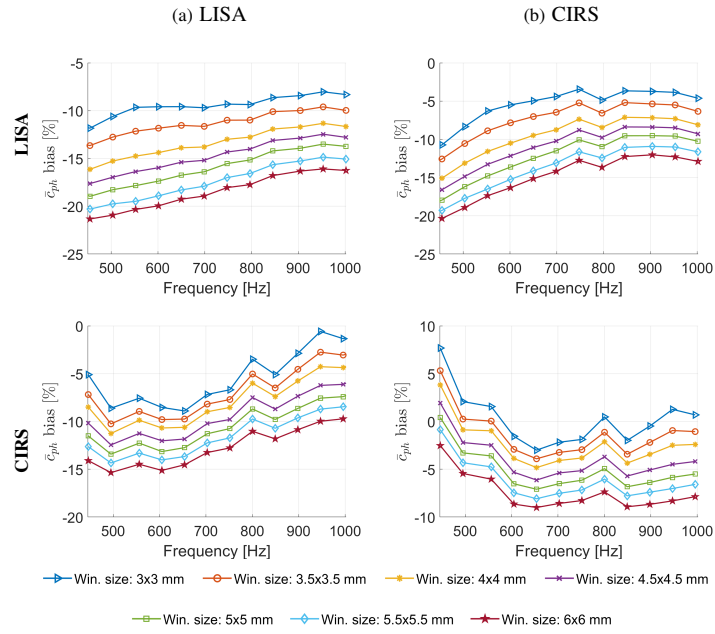 (a) LISA
(b) CIRS
LISA
c̄ph bias [%]
-5
-10
-15
-20
-25
500 600 700 800 900 1000
Frequency [Hz]
c̄ph bias [%]
0
-5
-10
-15
-20
-25
500 600 700 800 900 1000
Frequency [Hz]
CIRS
c̄ph bias [%]
0
-5
-10
-15
-20
500 600 700 800 900 1000
Frequency [Hz]
c̄ph bias [%]
10
5
0
-5
-10
500 600 700 800 900 1000
Frequency [Hz]
Win. size: 3x3 mm Win. size: 3.5x3.5 mm Win. size: 4x4 mm Win. size: 4.5x4.5 mm
Win. size: 5x5 mm Win. size: 5.5x5.5 mm Win. size: 6x6 mm